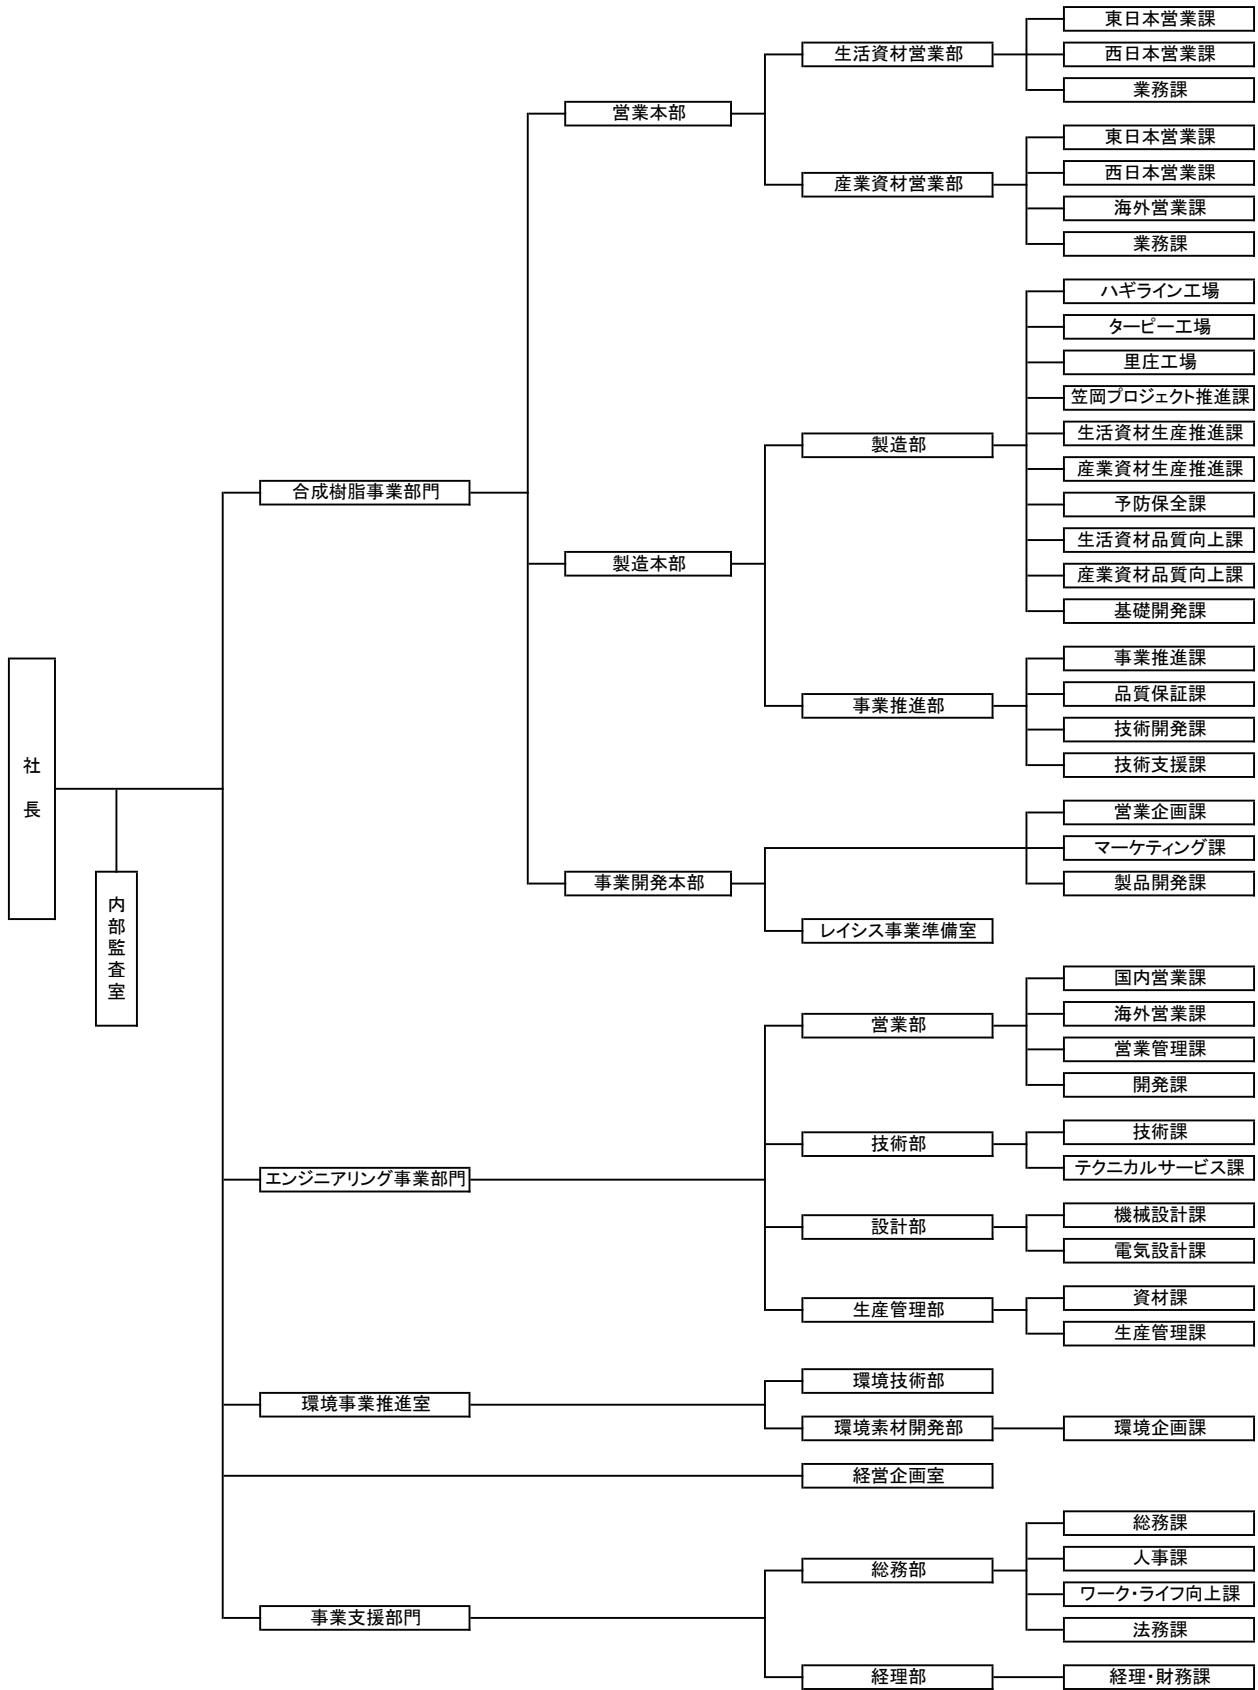 社長
内部監査室
合成樹脂事業部門
営業本部
生活資材営業部
東日本営業課
西日本営業課
業務課
産業資材営業部
東日本営業課
西日本営業課
海外営業課
業務課
製造本部
製造部
ハギライン工場
ターピー工場
里庄工場
笠岡プロジェクト推進課
生活資材生産推進課
産業資材生産推進課
予防保全課
生活資材品質向上課
産業資材品質向上課
基礎開発課
事業推進部
事業推進課
品質保証課
技術開発課
技術支援課
事業開発本部
営業企画課
マーケティング課
製品開発課
レイシス事業準備室
エンジニアリング事業部門
営業部
国内営業課
海外営業課
営業管理課
開発課
技術部
技術課
テクニカルサービス課
設計部
機械設計課
電気設計課
生産管理部
資材課
生産管理課
環境事業推進室
環境技術部
環境素材開発部
環境企画課
経営企画室
事業支援部門
総務部
総務課
人事課
ワーク・ライフ向上課
法務課
経理部
経理・財務課